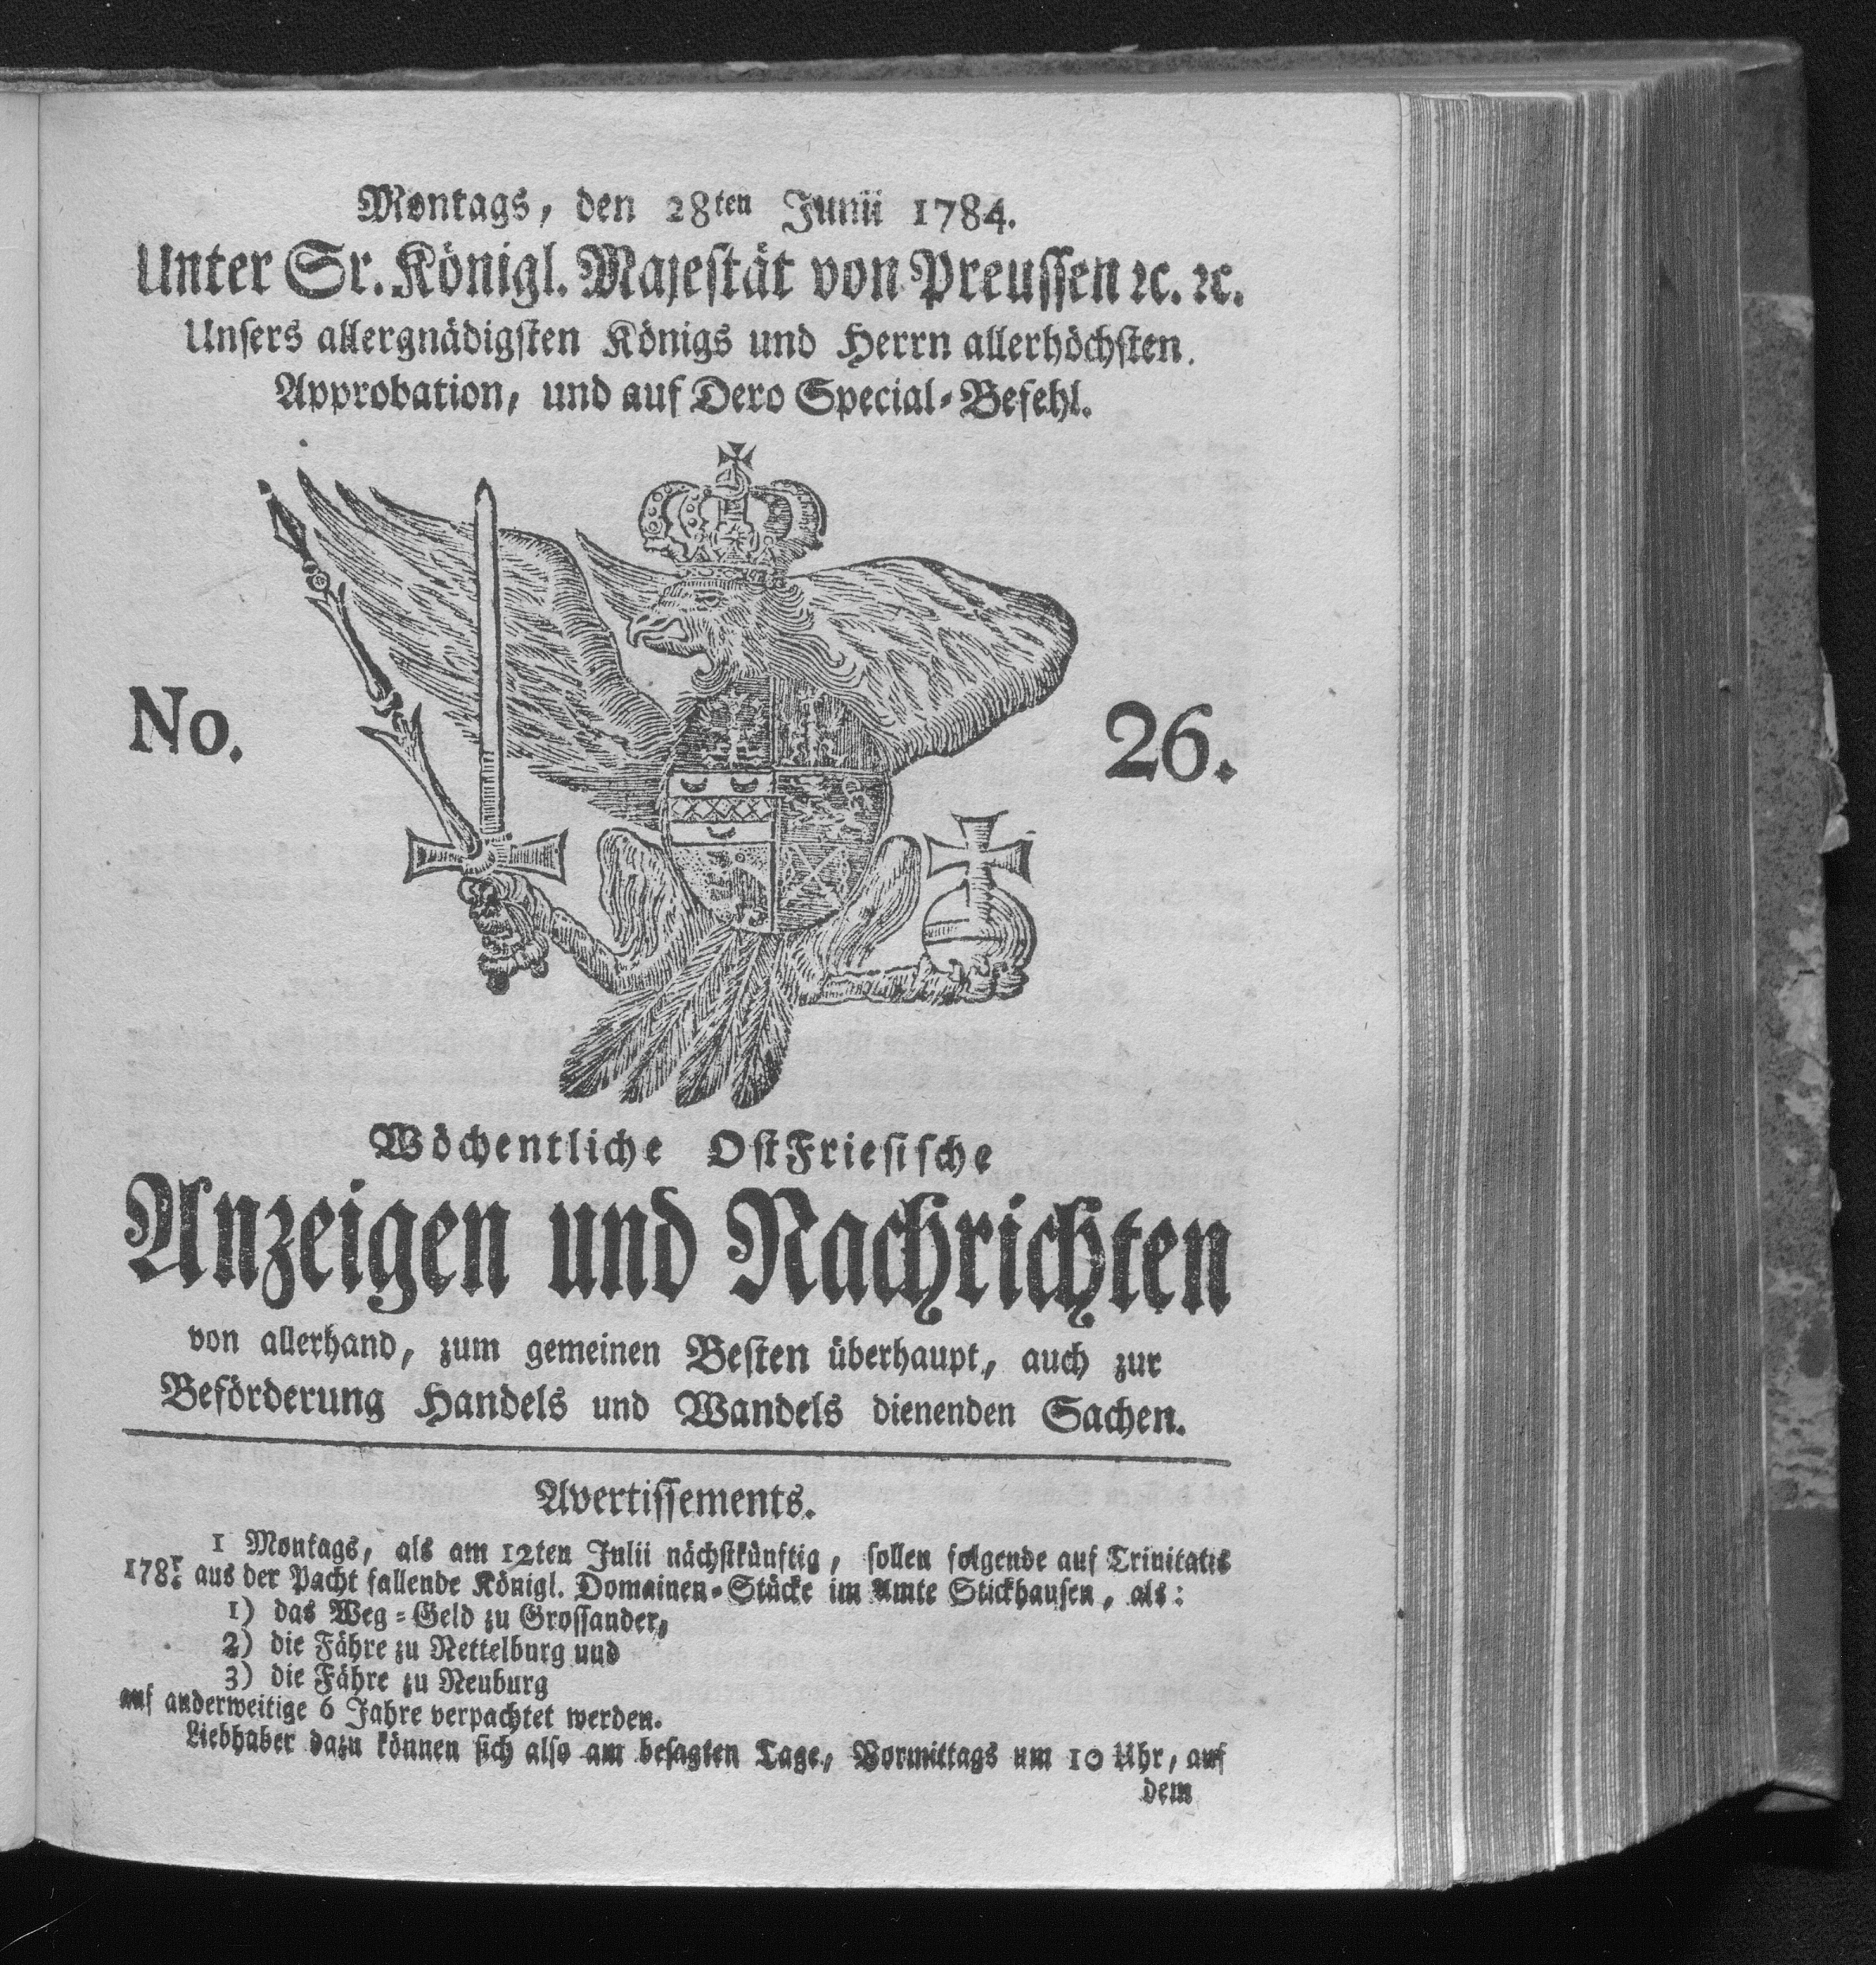 Montags, den 28ten Junii 1784.
Unter Sr. Königl. Majestät von Preussen ꝛc. ꝛc.
Unsers allergnädigsten Königs und Herrn allerhöchsten
Approbation, und auf Dero Special-Befehl.
No. 26.
Wöchentliche OstFriesische
Anzeigen und Nachrichten
von allerhand, zum gemeinen Besten überhaupt, auch zur
Beförderung Handels und Wandels dienenden Sachen.
Avertissements.
1 Montags, als am 12ten Julii nächstkünftig, sollen folgende auf Trinitatis
aus der Pacht fallende Königl. Domainen-Stücke im Amte Stickhausen, als:
1) das Weg-Geld zu Grossander,
2) die Fähre zu Nettelburg und
3) die Fähre zu Neuburg
auf anderweitige 6 Jahre verpachtet werden.
Liebhaber dazu können sich also am besagten Tage, Vormittags um 10 Uhr, auf
dem